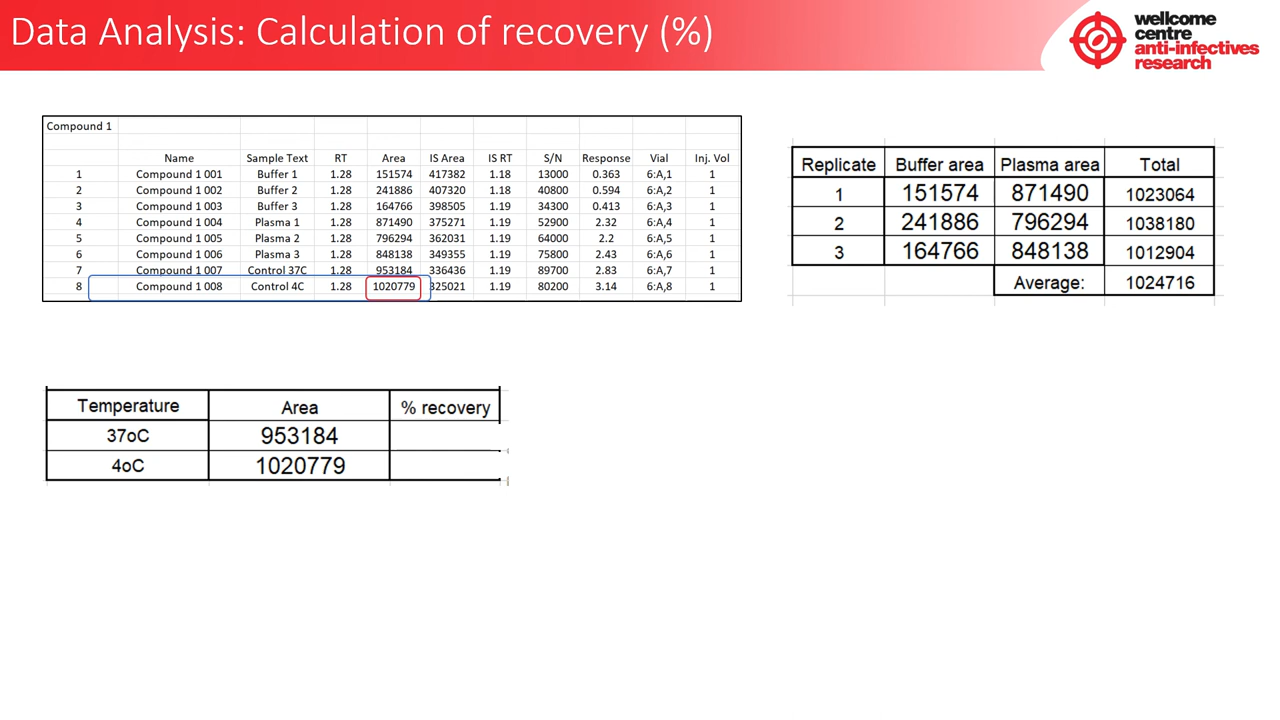 Data Analysis: Calculation of recovery (%)
wellcome
centre
anti-infectives
research
Compound 1
Name Sample Text RT Area IS Area IS RT S/N Response Vial Inj. Vol
1 Compound 1 001 Buffer 1 1.28 151574 417382 1.18 13000 0.363 6:A,1 1
2 Compound 1 002 Buffer 2 1.28 241886 407320 1.18 40800 0.594 6:A,2 1
3 Compound 1 003 Buffer 3 1.28 164766 398505 1.19 34300 0.413 6:A,3 1
4 Compound 1 004 Plasma 1 1.28 871490 375271 1.19 52900 2.32 6:A,4 1
5 Compound 1 005 Plasma 2 1.28 796294 362031 1.19 64000 2.2 6:A,5 1
6 Compound 1 006 Plasma 3 1.28 848138 349355 1.19 75800 2.43 6:A,6 1
7 Compound 1 007 Control 37C 1.28 953184 336436 1.19 89700 2.83 6:A,7 1
8 Compound 1 008 Control 4C 1.28 1020779 325021 1.19 80200 3.14 6:A,8 1
Replicate Buffer area Plasma area Total
1 151574 871490 1023064
2 241886 796294 1038180
3 164766 848138 1012904
Average: 1024716
Temperature Area % recovery
37oC 953184
4oC 1020779